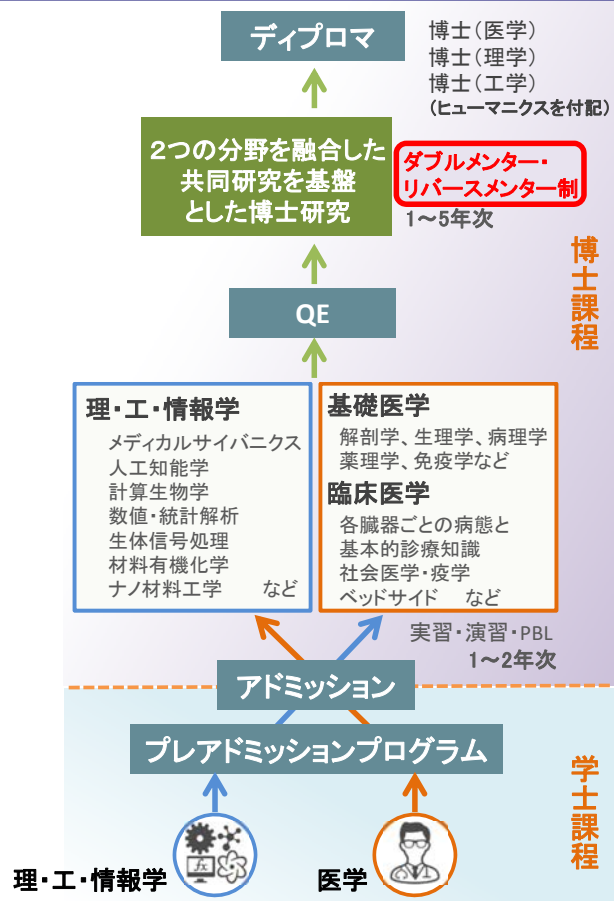 ディプロマ
博士(医学)
博士(理学)
博士(工学)
(ヒューマニクスを付記)
2つの分野を融合した
共同研究を基盤
とした博士研究
ダブルメンター・
リバースメンター制
1～5年次
博士課程
QE
理・工・情報学
メディカルサイバニクス
人工知能学
計算生物学
数値・統計解析
生体信号処理
材料有機化学
ナノ材料工学 など
基礎医学
解剖学、生理学、病理学
薬理学、免疫学など
臨床医学
各臓器ごとの病態と
基本的診療知識
社会医学・疫学
ベッドサイド など
実習・演習・PBL
1～2年次
アドミッション
プレアドミッションプログラム
学士課程
fx
理・工・情報学
医学